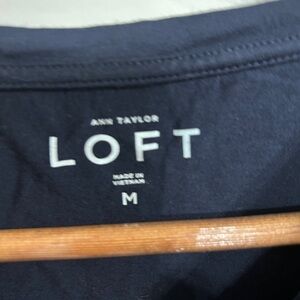 ANN TAYLOR
LOFT
MADE IN
VIETNAM
M